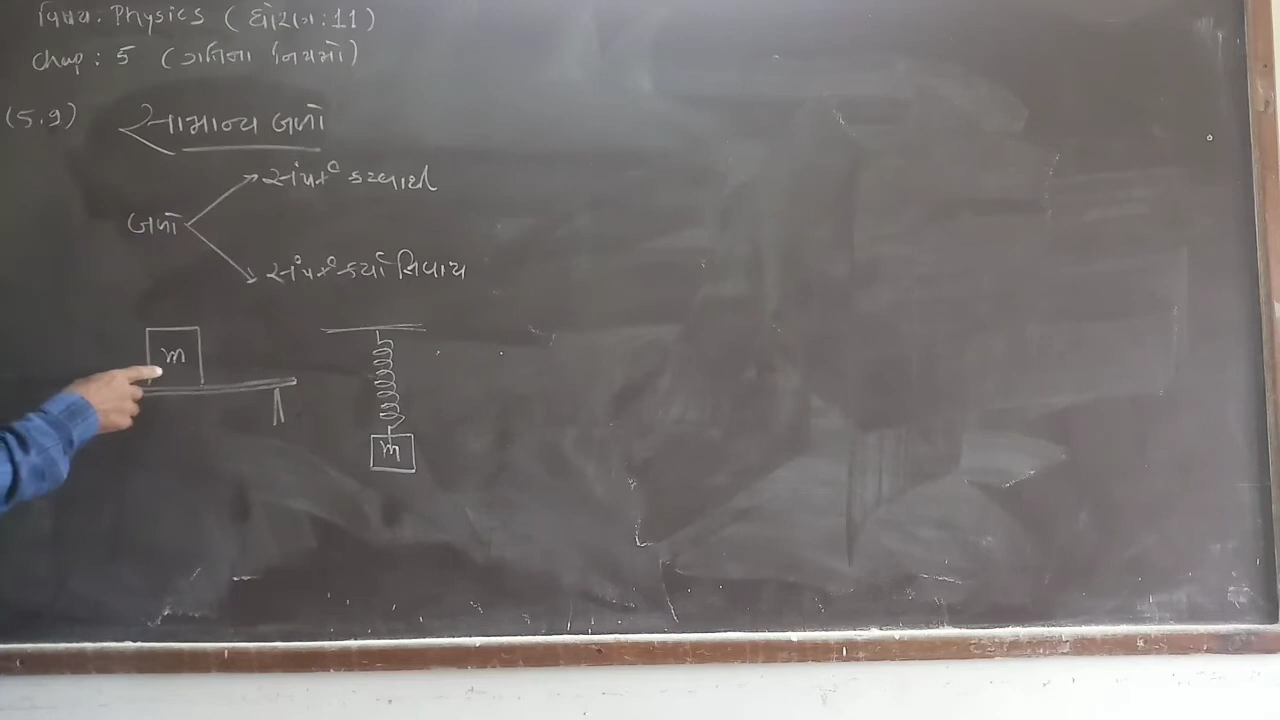 વિષય. Physics (ધોરણ: 11)
Chap: 5 (ગતિના નિયમો)
(5.9) સામાન્ય બળો
સંપર્ક કરવાથી
બળો
સંપર્ક કર્યા સિવાય
m
m